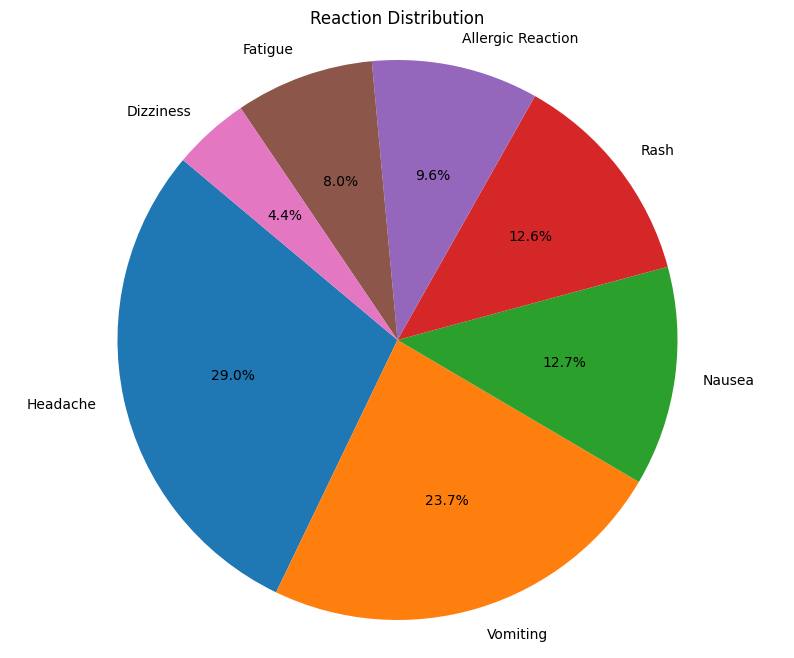 Reaction Distribution
Allergic Reaction
Fatigue
Dizziness
Rash
9.6%
8.0%
4.4%
12.6%
12.7%
29.0%
Nausea
Headache
23.7%
Vomiting